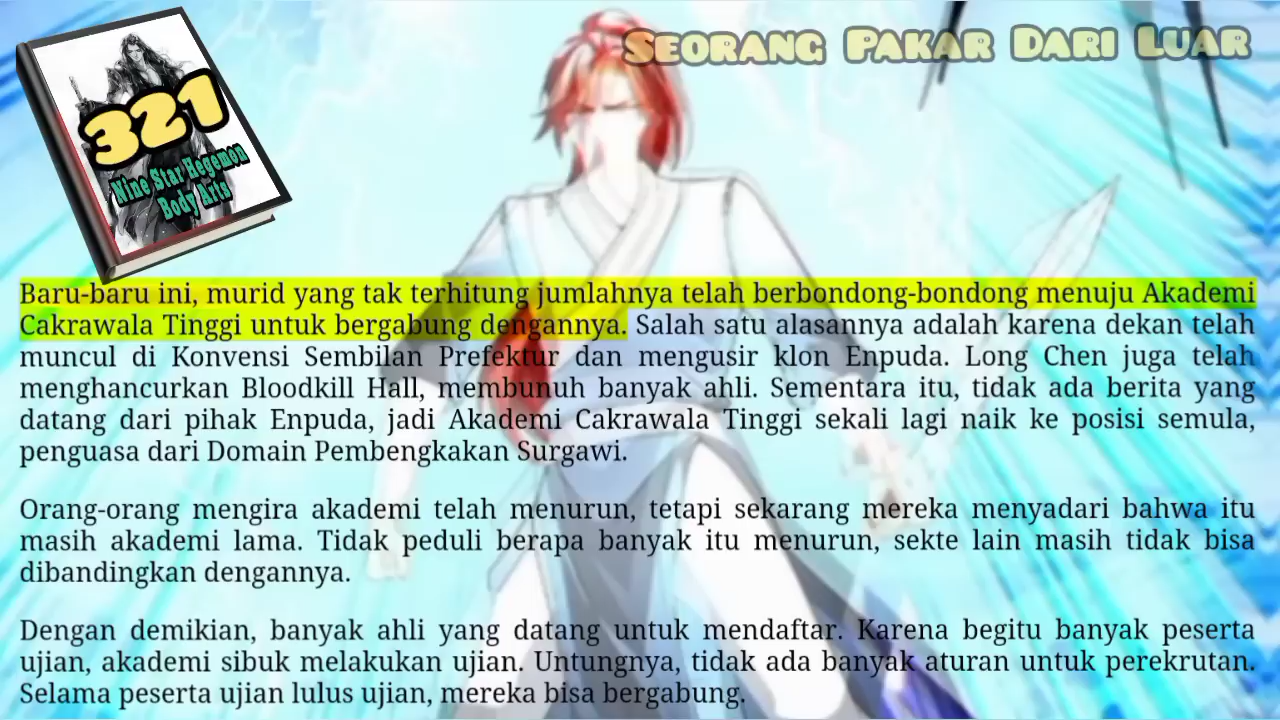 Seorang Pakar Dari Luar
321
Nine Star Hegemon
Body Arts
Baru-baru ini, murid yang tak terhitung jumlahnya telah berbondong-bondong menuju Akademi
Cakrawala Tinggi untuk bergabung dengannya. Salah satu alasannya adalah karena dekan telah
muncul di Konvensi Sembilan Prefektur dan mengusir klon Enpuda. Long Chen juga telah
menghancurkan Bloodkill Hall, membunuh banyak ahli. Sementara itu, tidak ada berita yang
datang dari pihak Enpuda, jadi Akademi Cakrawala Tinggi sekali lagi naik ke posisi semula,
penguasa dari Domain Pembengkakan Surgawi.
Orang-orang mengira akademi telah menurun, tetapi sekarang mereka menyadari bahwa itu
masih akademi lama. Tidak peduli berapa banyak itu menurun, sekte lain masih tidak bisa
dibandingkan dengannya.
Dengan demikian, banyak ahli yang datang untuk mendaftar. Karena begitu banyak peserta
ujian, akademi sibuk melakukan ujian. Untungnya, tidak ada banyak aturan untuk perekrutan.
Selama peserta ujian lulus ujian, mereka bisa bergabung.